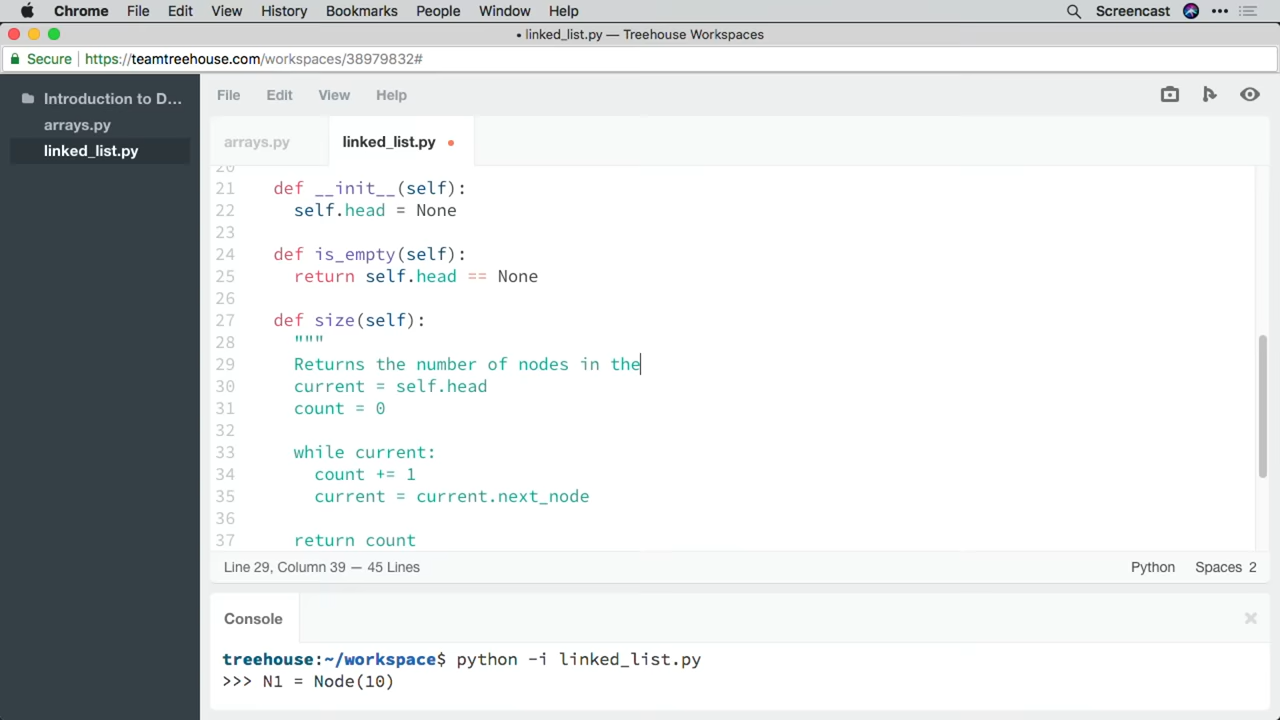 Chrome File Edit View History Bookmarks People Window Help Screencast
• linked_list.py — Treehouse Workspaces
Secure https://teamtreehouse.com/workspaces/38979832#
Introduction to D...
arrays.py
linked_list.py
File Edit View Help
arrays.py linked_list.py
20
21 def __init__(self):
22 self.head = None
23
24 def is_empty(self):
25 return self.head == None
26
27 def size(self):
28 """
29 Returns the number of nodes in the
30 current = self.head
31 count = 0
32
33 while current:
34 count += 1
35 current = current.next_node
36
37 return count
Line 29, Column 39 — 45 Lines Python Spaces 2
Console
treehouse:~/workspace$ python -i linked_list.py
>>> N1 = Node(10)